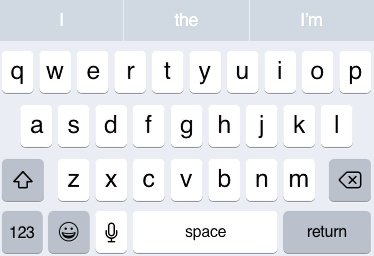 I the I'm
q w e r t y u i o p
a s d f g h j k l
z x c v b n m
123 space return